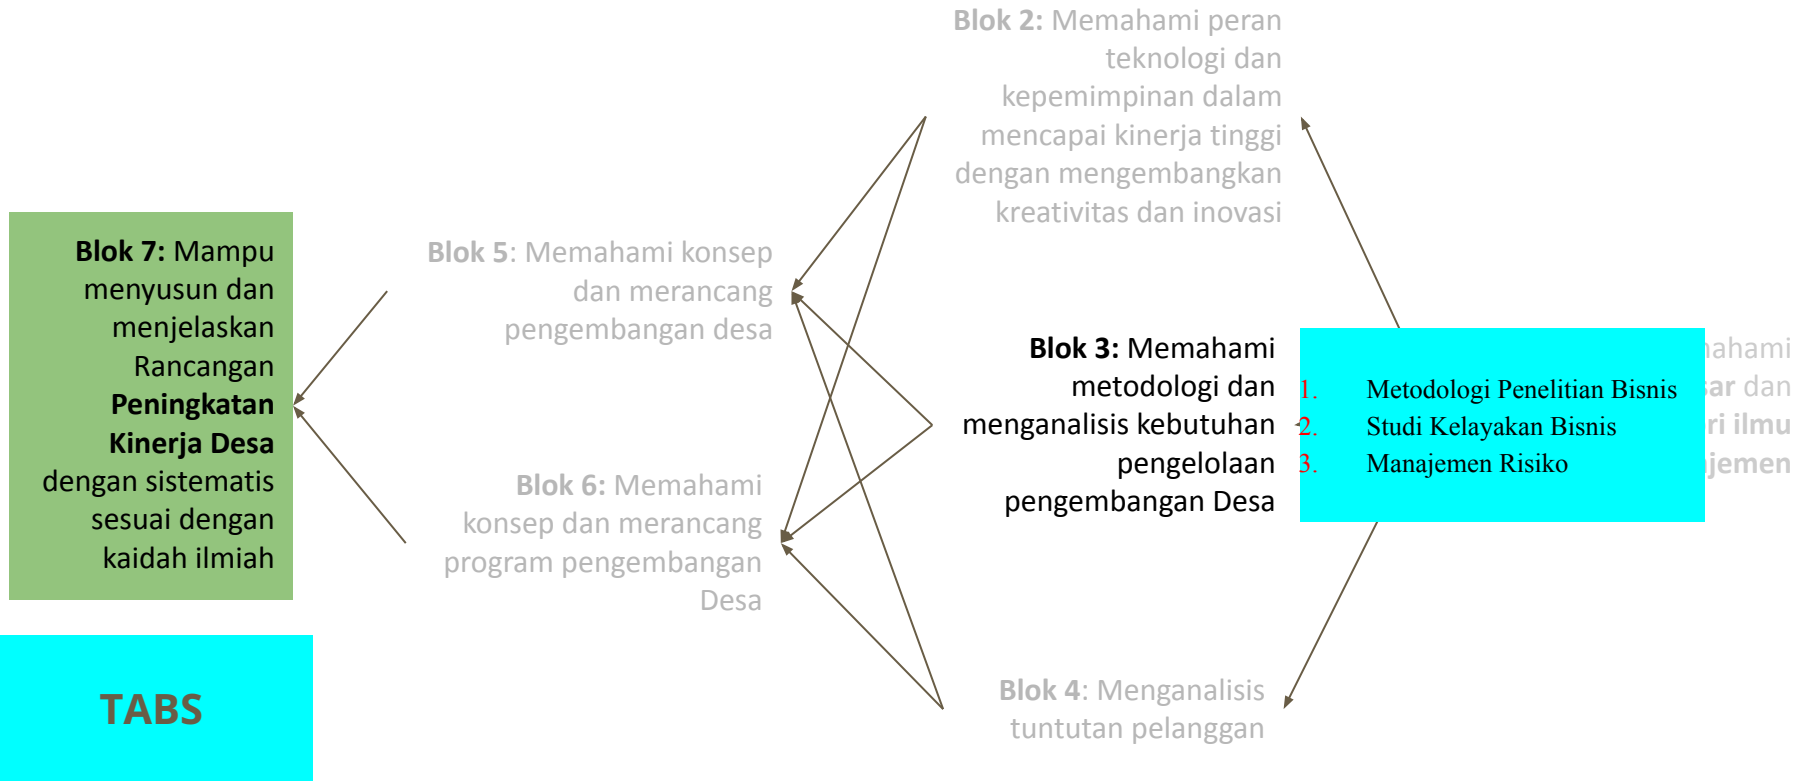 Blok 2: Memahami peran
teknologi dan
kepemimpinan dalam
mencapai kinerja tinggi
dengan mengembangkan
kreativitas dan inovasi
Blok 7: Mampu
menyusun dan
menjelaskan
Rancangan
Peningkatan
Kinerja Desa
dengan sistematis
sesuai dengan
kaidah ilmiah
Blok 5: Memahami konsep
dan merancang
pengembangan desa
Blok 3: Memahami
metodologi dan
menganalisis kebutuhan
pengelolaan
pengembangan Desa
1. Metodologi Penelitian Bisnis
2. Studi Kelayakan Bisnis
3. Manajemen Risiko
dan
ilmu
Blok 6: Memahami
konsep dan merancang
program pengembangan
Desa
Blok 4: Menganalisis
tuntutan pelanggan
TABS